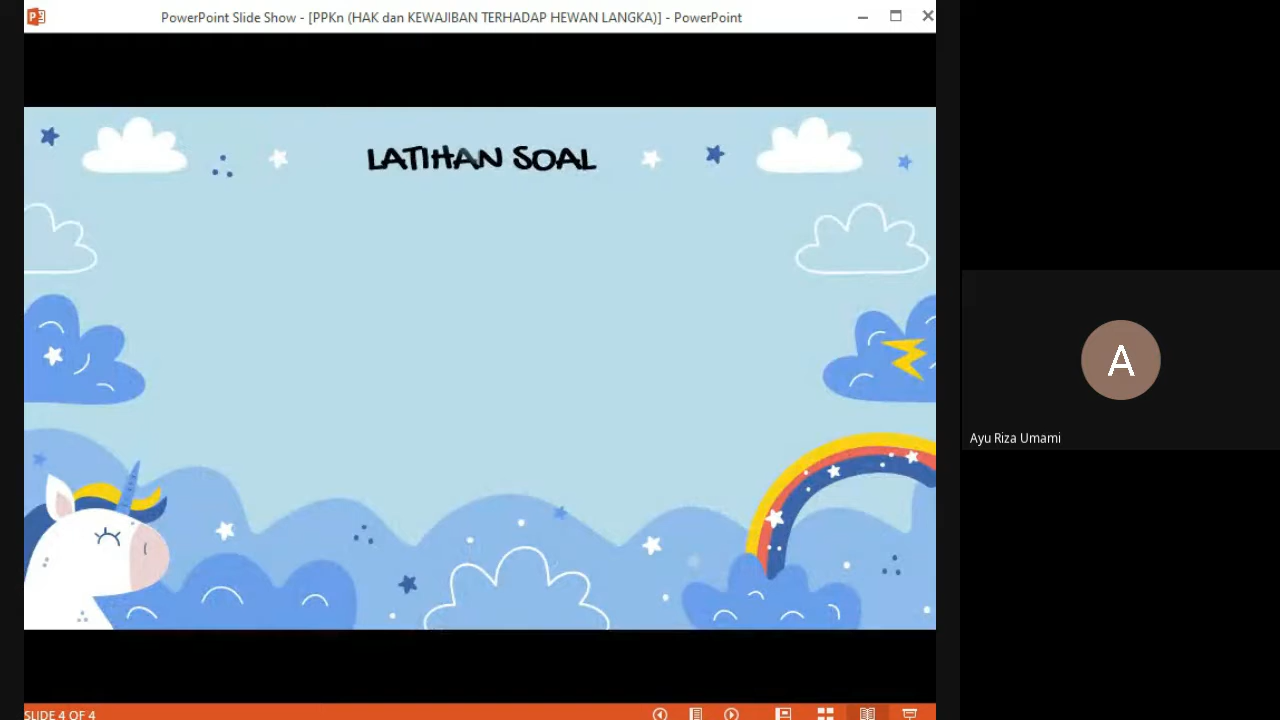 PowerPoint Slide Show - [PPKn (HAK dan KEWAJIBAN TERHADAP HEWAN LANGKA)] - PowerPoint
LATIHAN SOAL
A
Ayu Riza Umami
SLIDE 4 OF 4